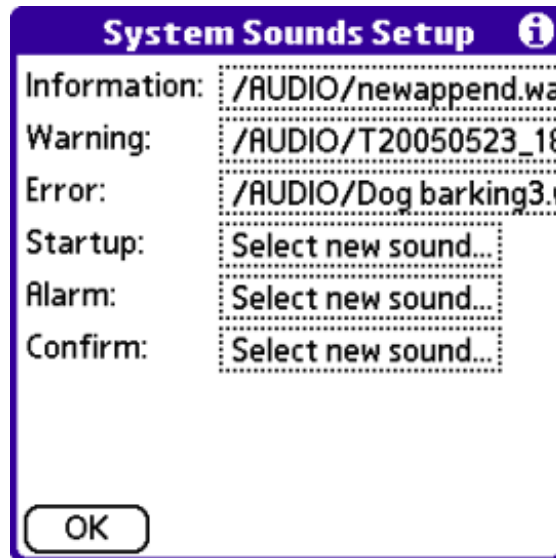 System Sounds Setup
Information: /AUDIO/newappend.wa
Warning: /AUDIO/T20050523_18
Error: /AUDIO/Dog barking3.
Startup: Select new sound...
Alarm: Select new sound...
Confirm: Select new sound...
OK